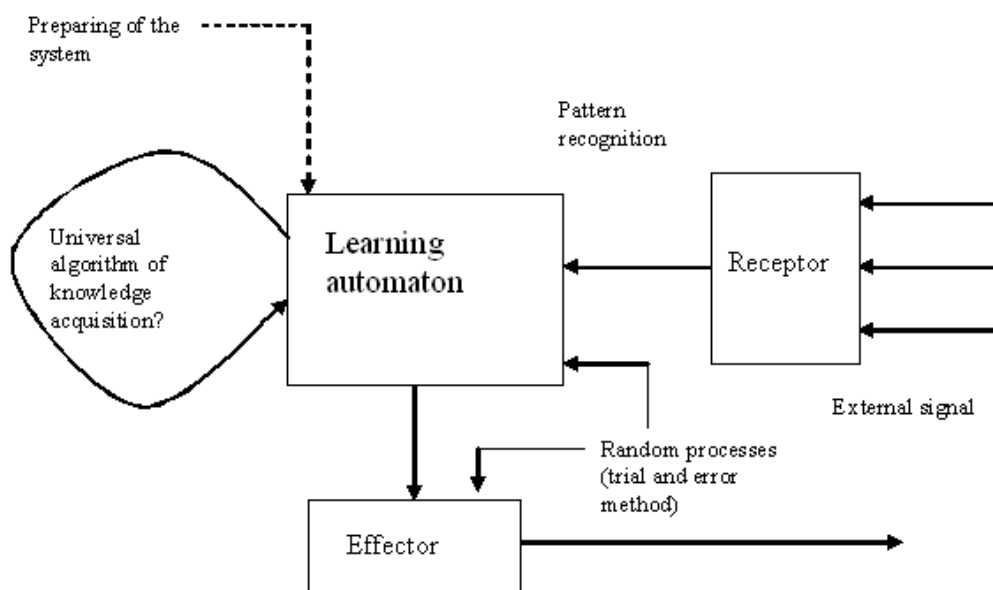 Preparing of the
system
Pattern
recognition
Universal
algorithm of
knowledge
acquisition?
Learning
automaton
Receptor
External signal
Random processes
(trial and error
method)
Effector